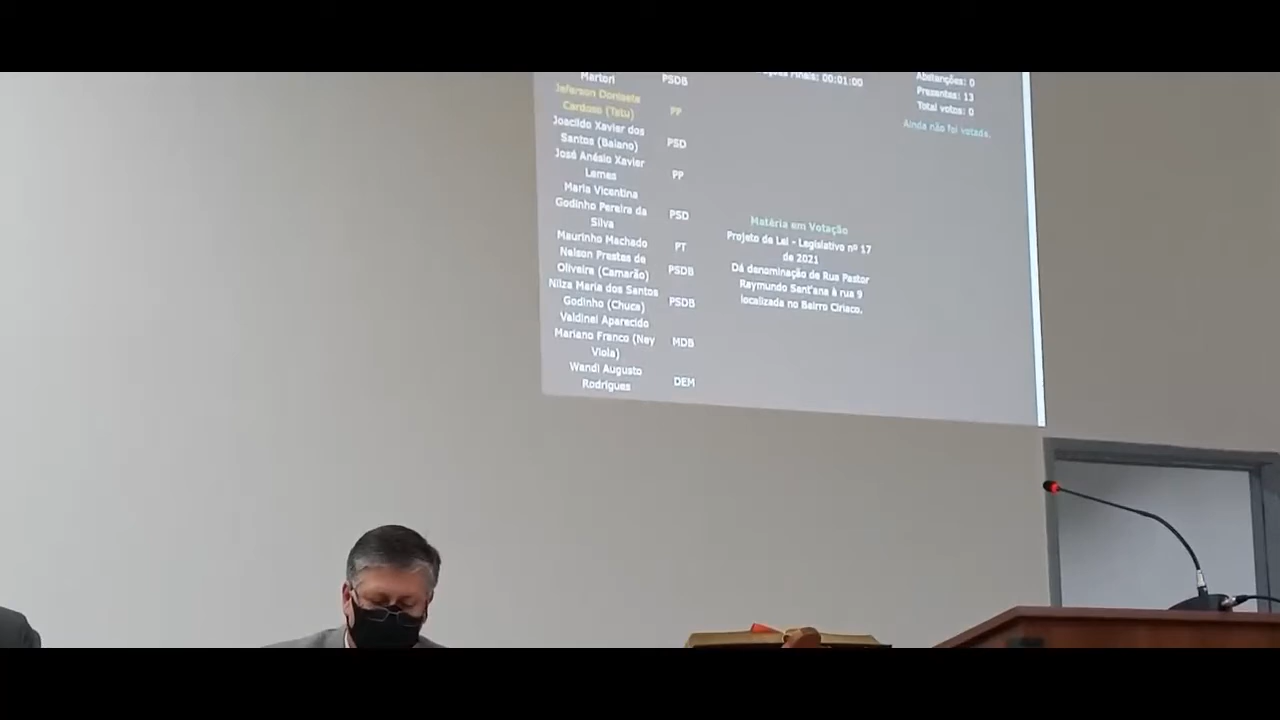 Martori PSDB
Jeferson Donisete
Cardoso (Tatu) PP
Joacildo Xavier dos
Santos (Baiano) PSD
José Anésio Xavier
Lemes PP
Maria Vicentina
Godinho Pereira da
Silva PSD
Maurinho Machado PT
Nelson Prestes de
Oliveira (Camarão) PSDB
Nilza Maria dos Santos
Godinho (Chuca) PSDB
Valdinei Aparecido
Mariano Franco (Ney
Viola) MDB
Wandi Augusto
Rodrigues DEM
Finais: 00:01:00
Matéria em Votação
Projeto de Lei - Legislativo nº 17
de 2021
Dá denominação de Rua Pastor
Raymundo Sant'ana à rua 9
localizada no Bairro Ciriaco.
Abstenções: 0
Presentes: 13
Total votos: 0
Ainda não foi votada.